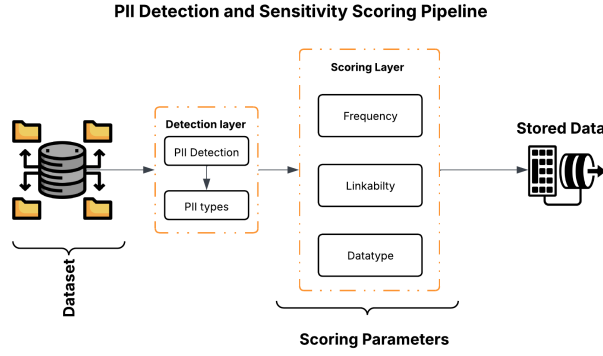 PII Detection and Sensitivity Scoring Pipeline
Scoring Layer
Detection layer
PII Detection
PII types
Frequency
Linkabilty
Datatype
Stored Data
Dataset
Scoring Parameters